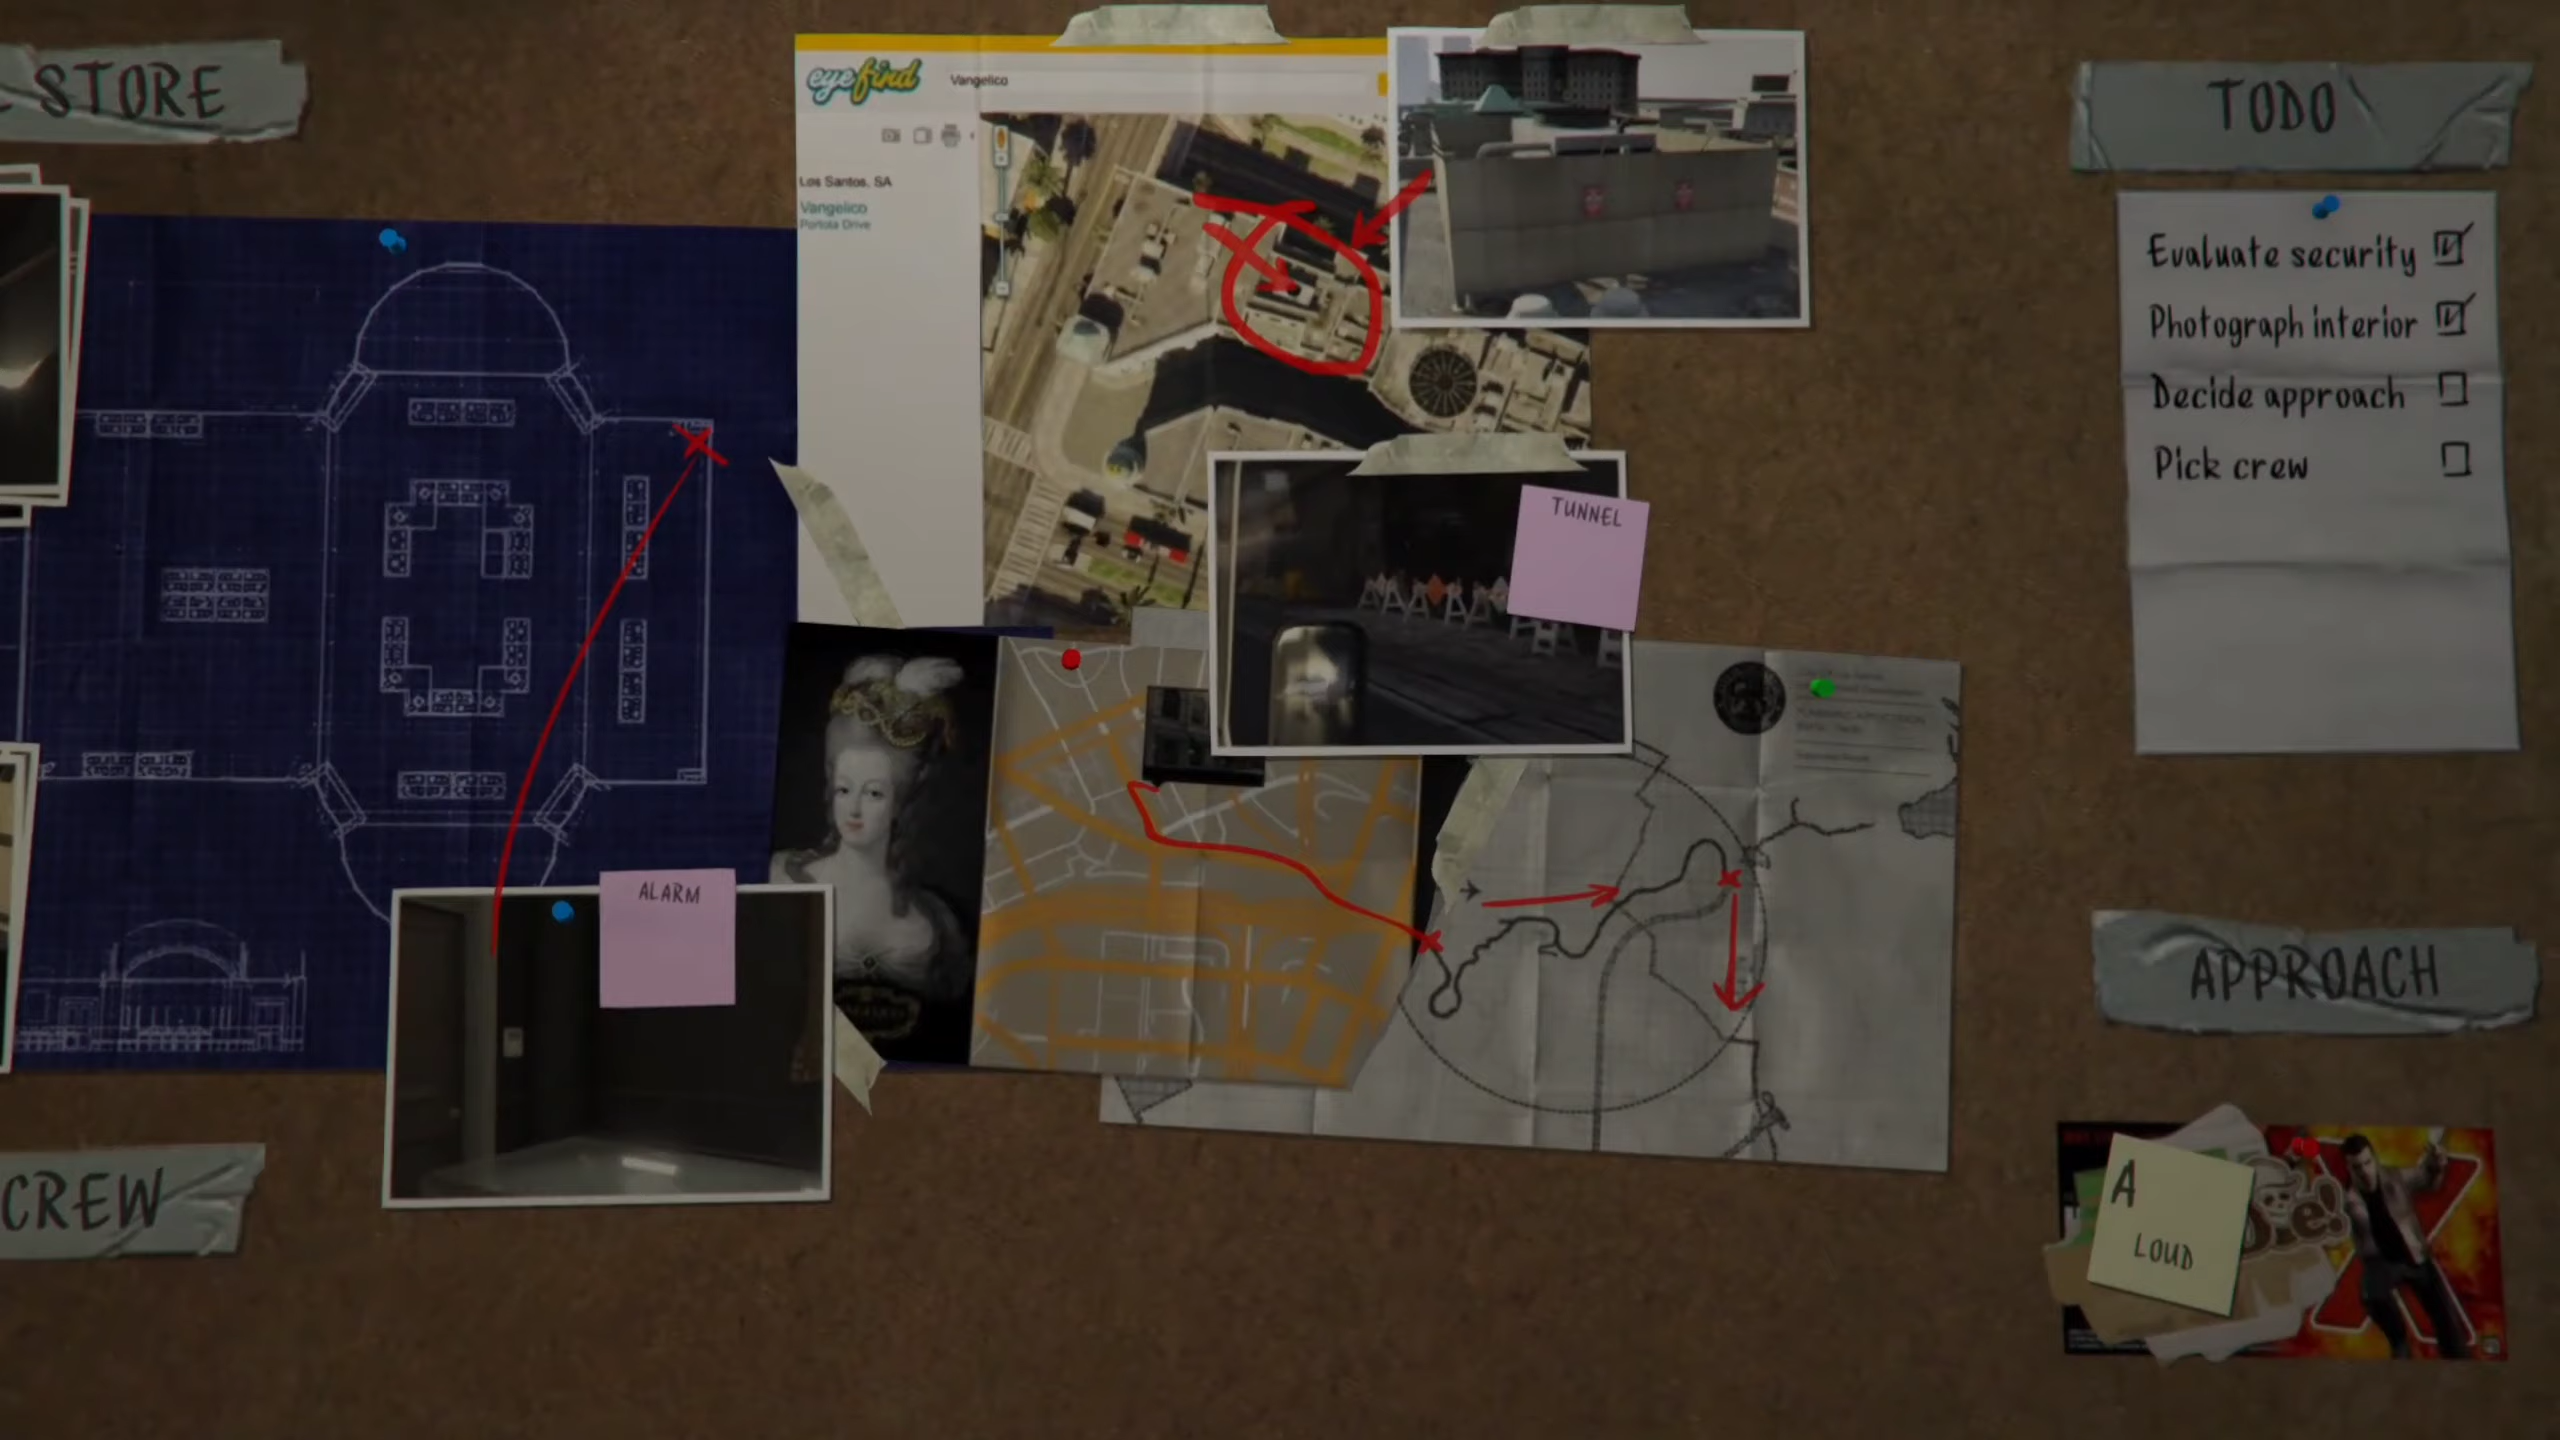 STORE
eyefind
Vangelico
Los Santos, SA
Vangelico
Portola Drive
TUNNEL
ALARM
CREW
TODO
Evaluate security
Photograph interior
Decide approach
Pick crew
APPROACH
A
LOUD
Die!